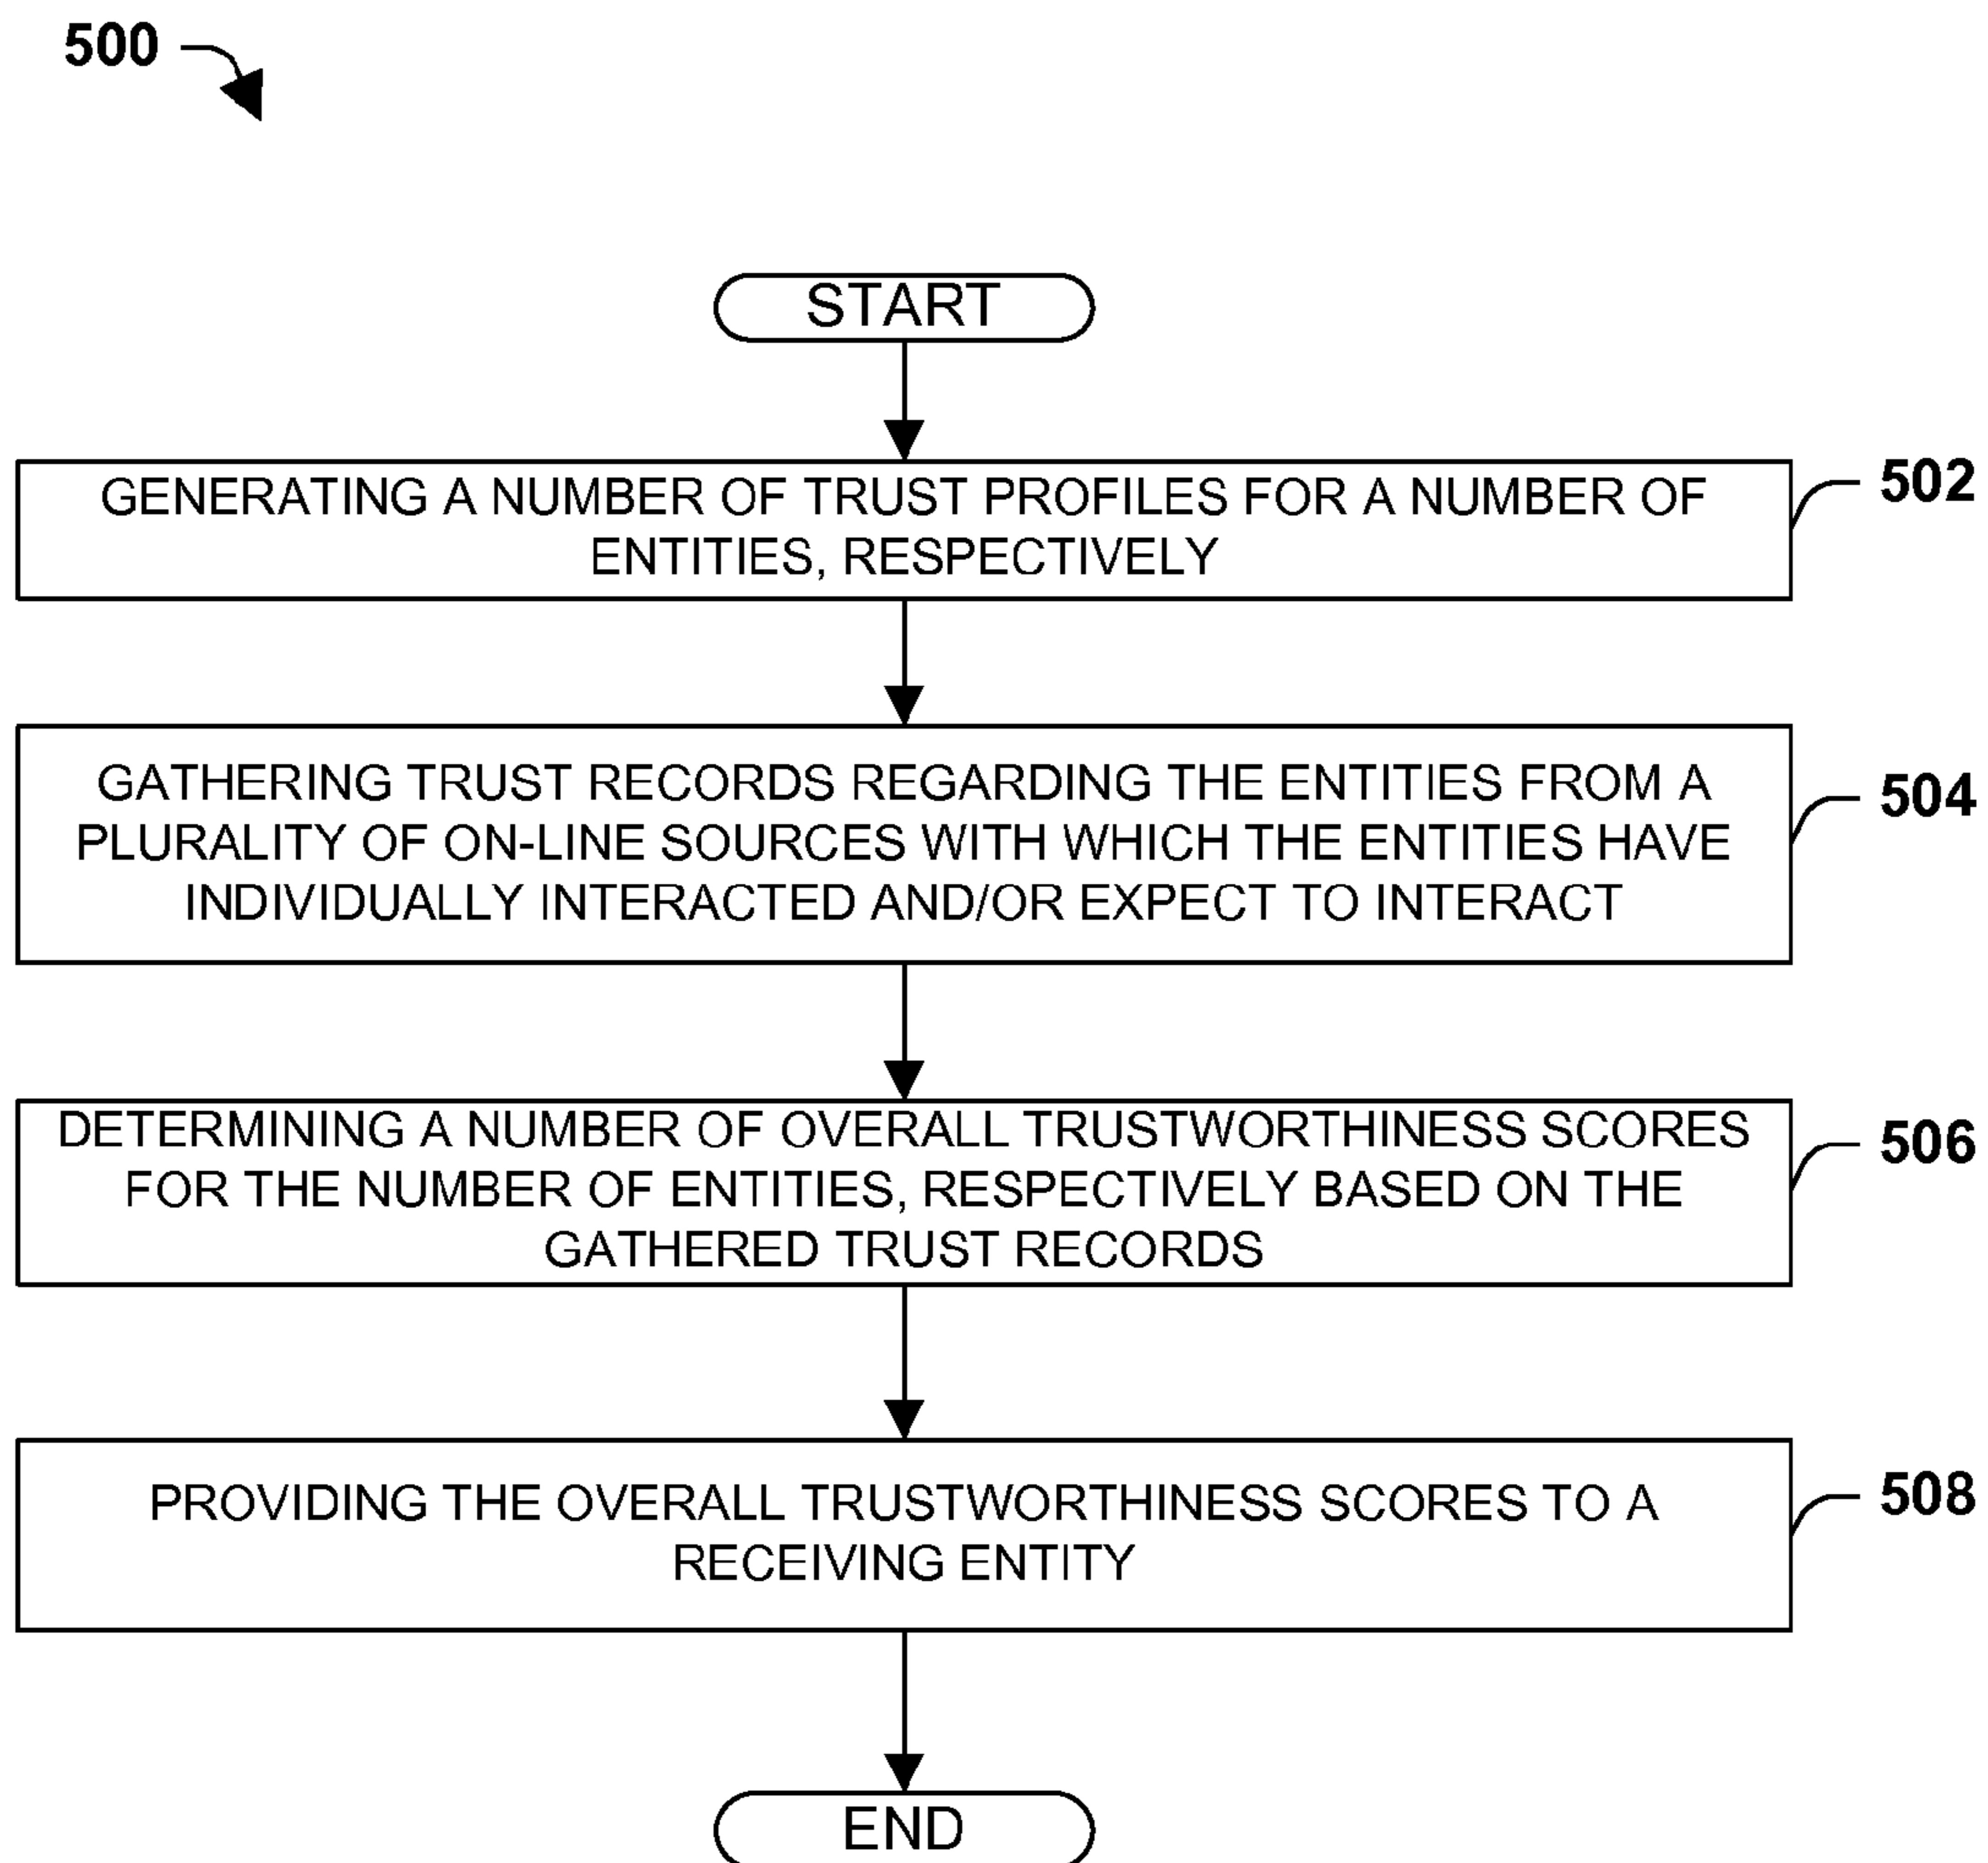 500
START
GENERATING A NUMBER OF TRUST PROFILES FOR A NUMBER OF
ENTITIES, RESPECTIVELY
502
GATHERING TRUST RECORDS REGARDING THE ENTITIES FROM A
PLURALITY OF ON-LINE SOURCES WITH WHICH THE ENTITIES HAVE
INDIVIDUALLY INTERACTED AND/OR EXPECT TO INTERACT
504
DETERMINING A NUMBER OF OVERALL TRUSTWORTHINESS SCORES
FOR THE NUMBER OF ENTITIES, RESPECTIVELY BASED ON THE
GATHERED TRUST RECORDS
506
PROVIDING THE OVERALL TRUSTWORTHINESS SCORES TO A
RECEIVING ENTITY
508
END